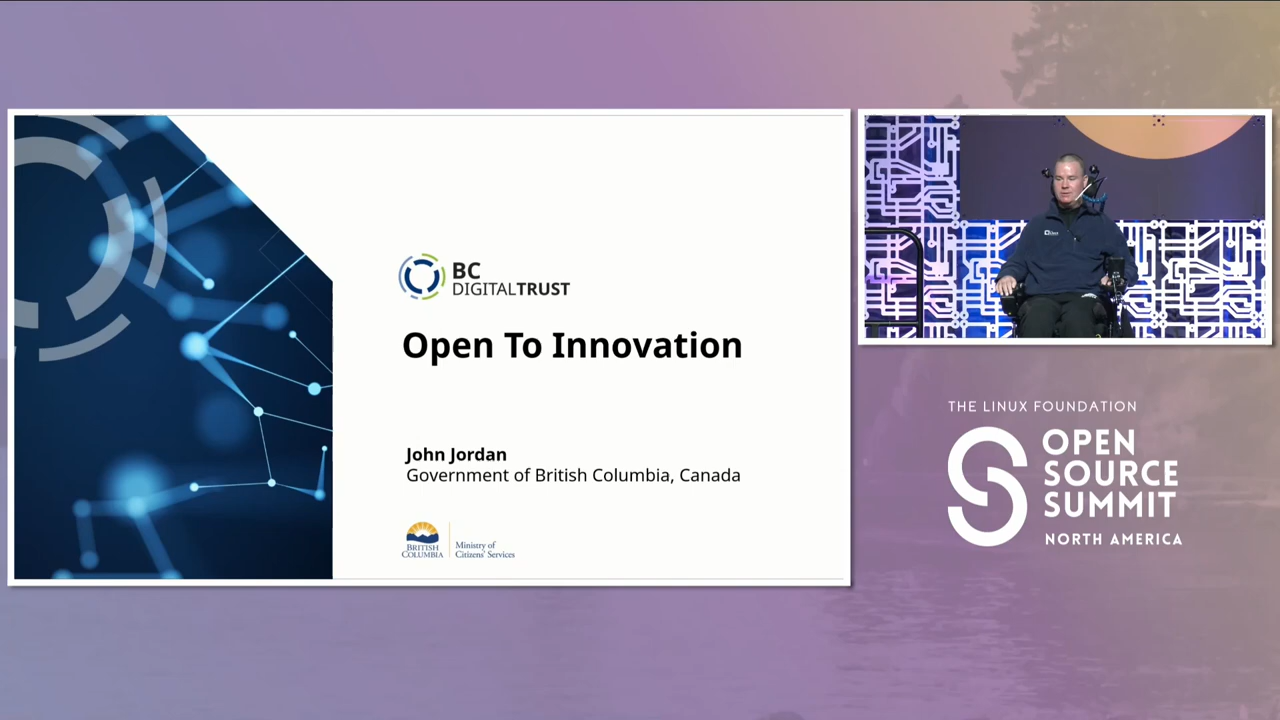 BC
DIGITALTRUST
Open To Innovation
John Jordan
Government of British Columbia, Canada
BRITISH
COLUMBIA
Ministry of
Citizens' Services
THE LINUX FOUNDATION
OPEN
SOURCE
SUMMIT
NORTH AMERICA